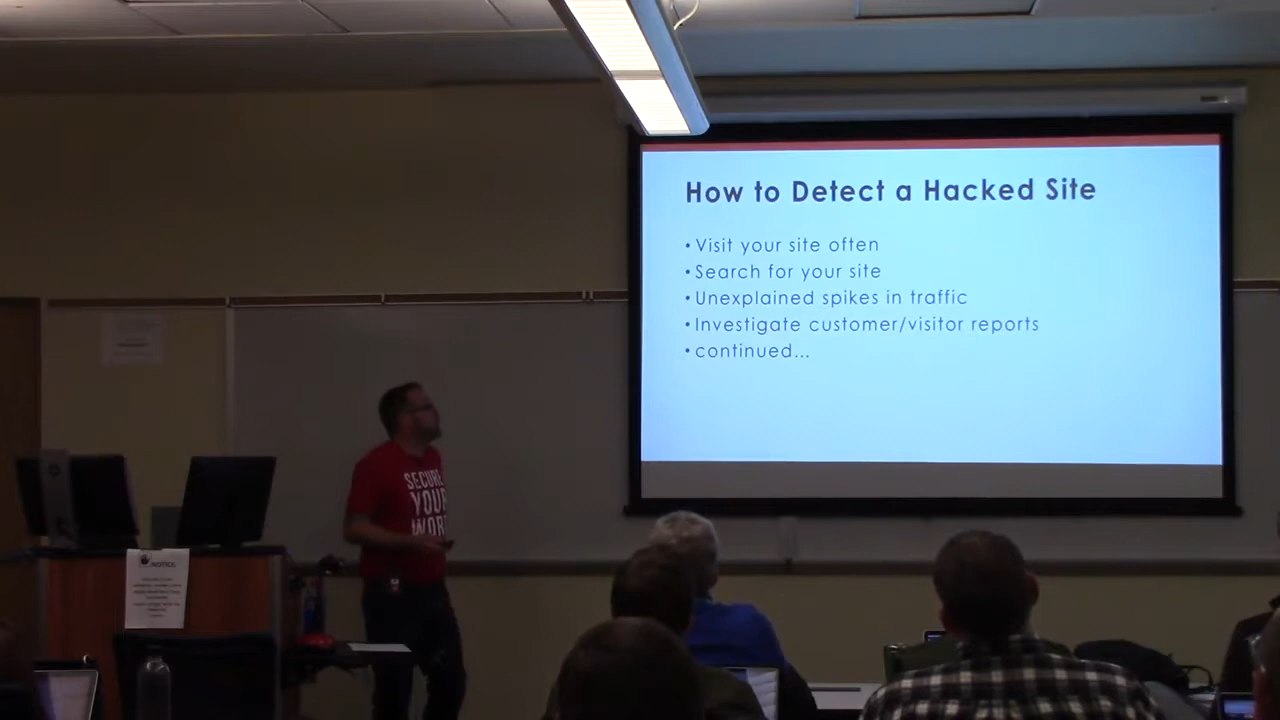 How to Detect a Hacked Site
• Visit your site often
• Search for your site
• Unexplained spikes in traffic
• Investigate customer/visitor reports
• continued...
SECURE
YOUR
WOR
NOTICE